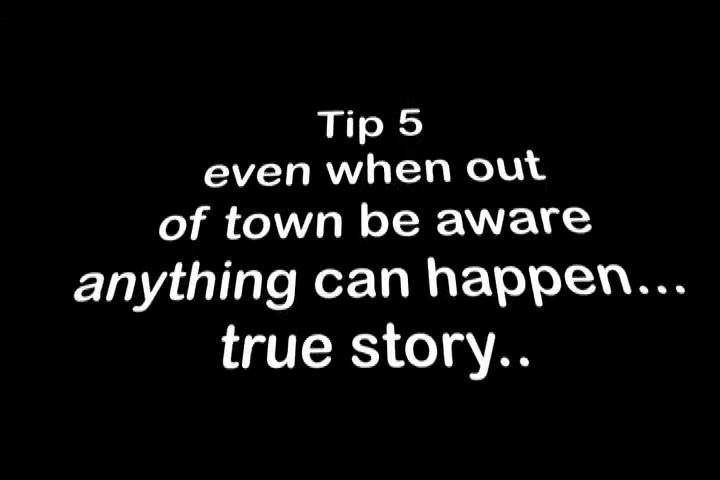 Tip 5
even when out
of town be aware
anything can happen...
true story..